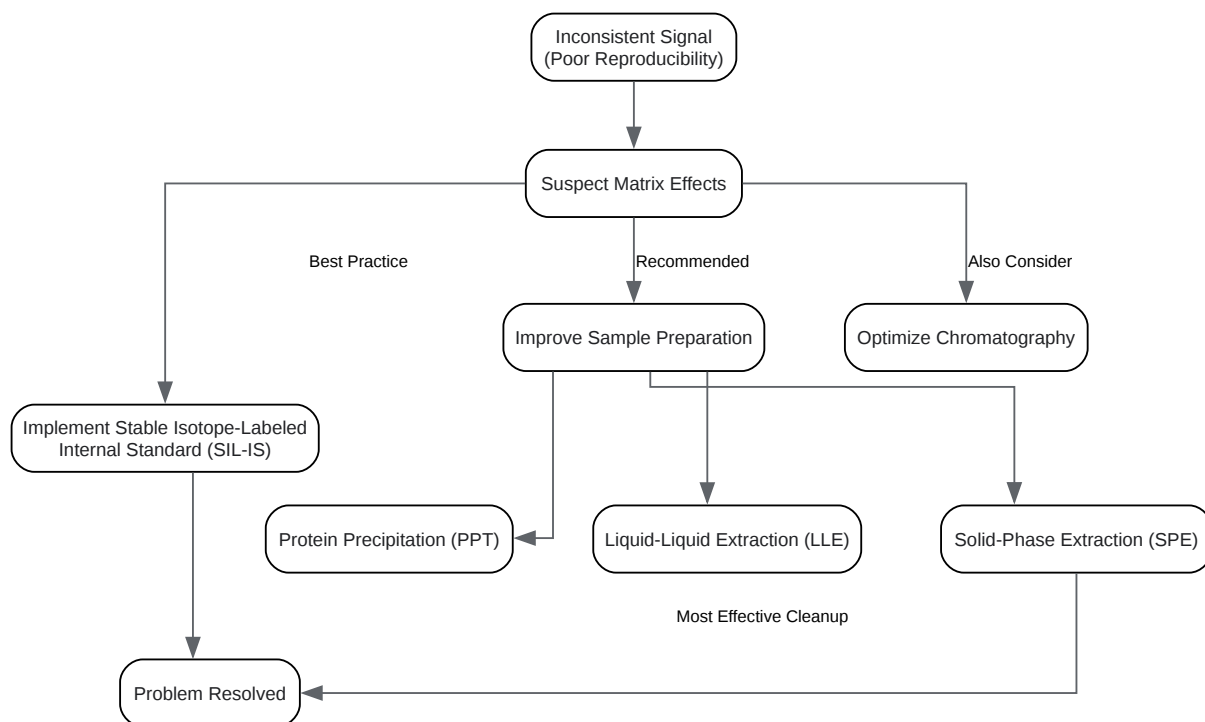 Inconsistent Signal
(Poor Reproducibility)
Suspect Matrix Effects
Best Practice
Recommended
Also Consider
Improve Sample Preparation
Optimize Chromatography
Implement Stable Isotope-Labeled
Internal Standard (SIL-IS)
Protein Precipitation (PPT)
Liquid-Liquid Extraction (LLE)
Solid-Phase Extraction (SPE)
Most Effective Cleanup
Problem Resolved